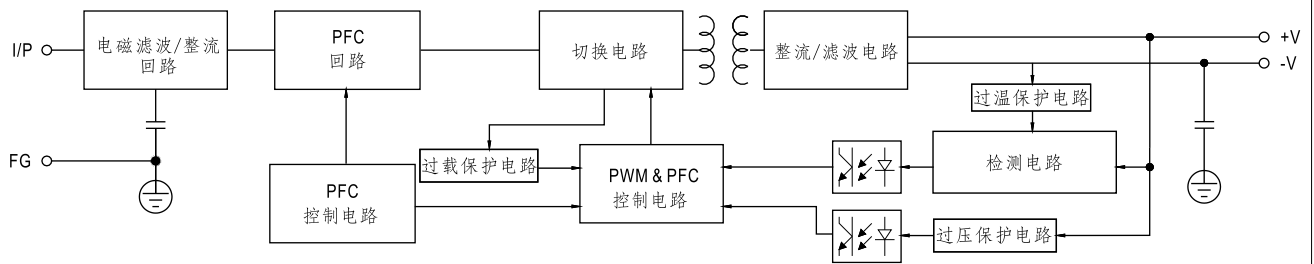 I/P
电磁滤波/整流
回路
PFC
回路
切换电路
整流/滤波电路
+V
-V
过温保护电路
FG
过载保护电路
PWM & PFC
控制电路
检测电路
PFC
控制电路
过压保护电路